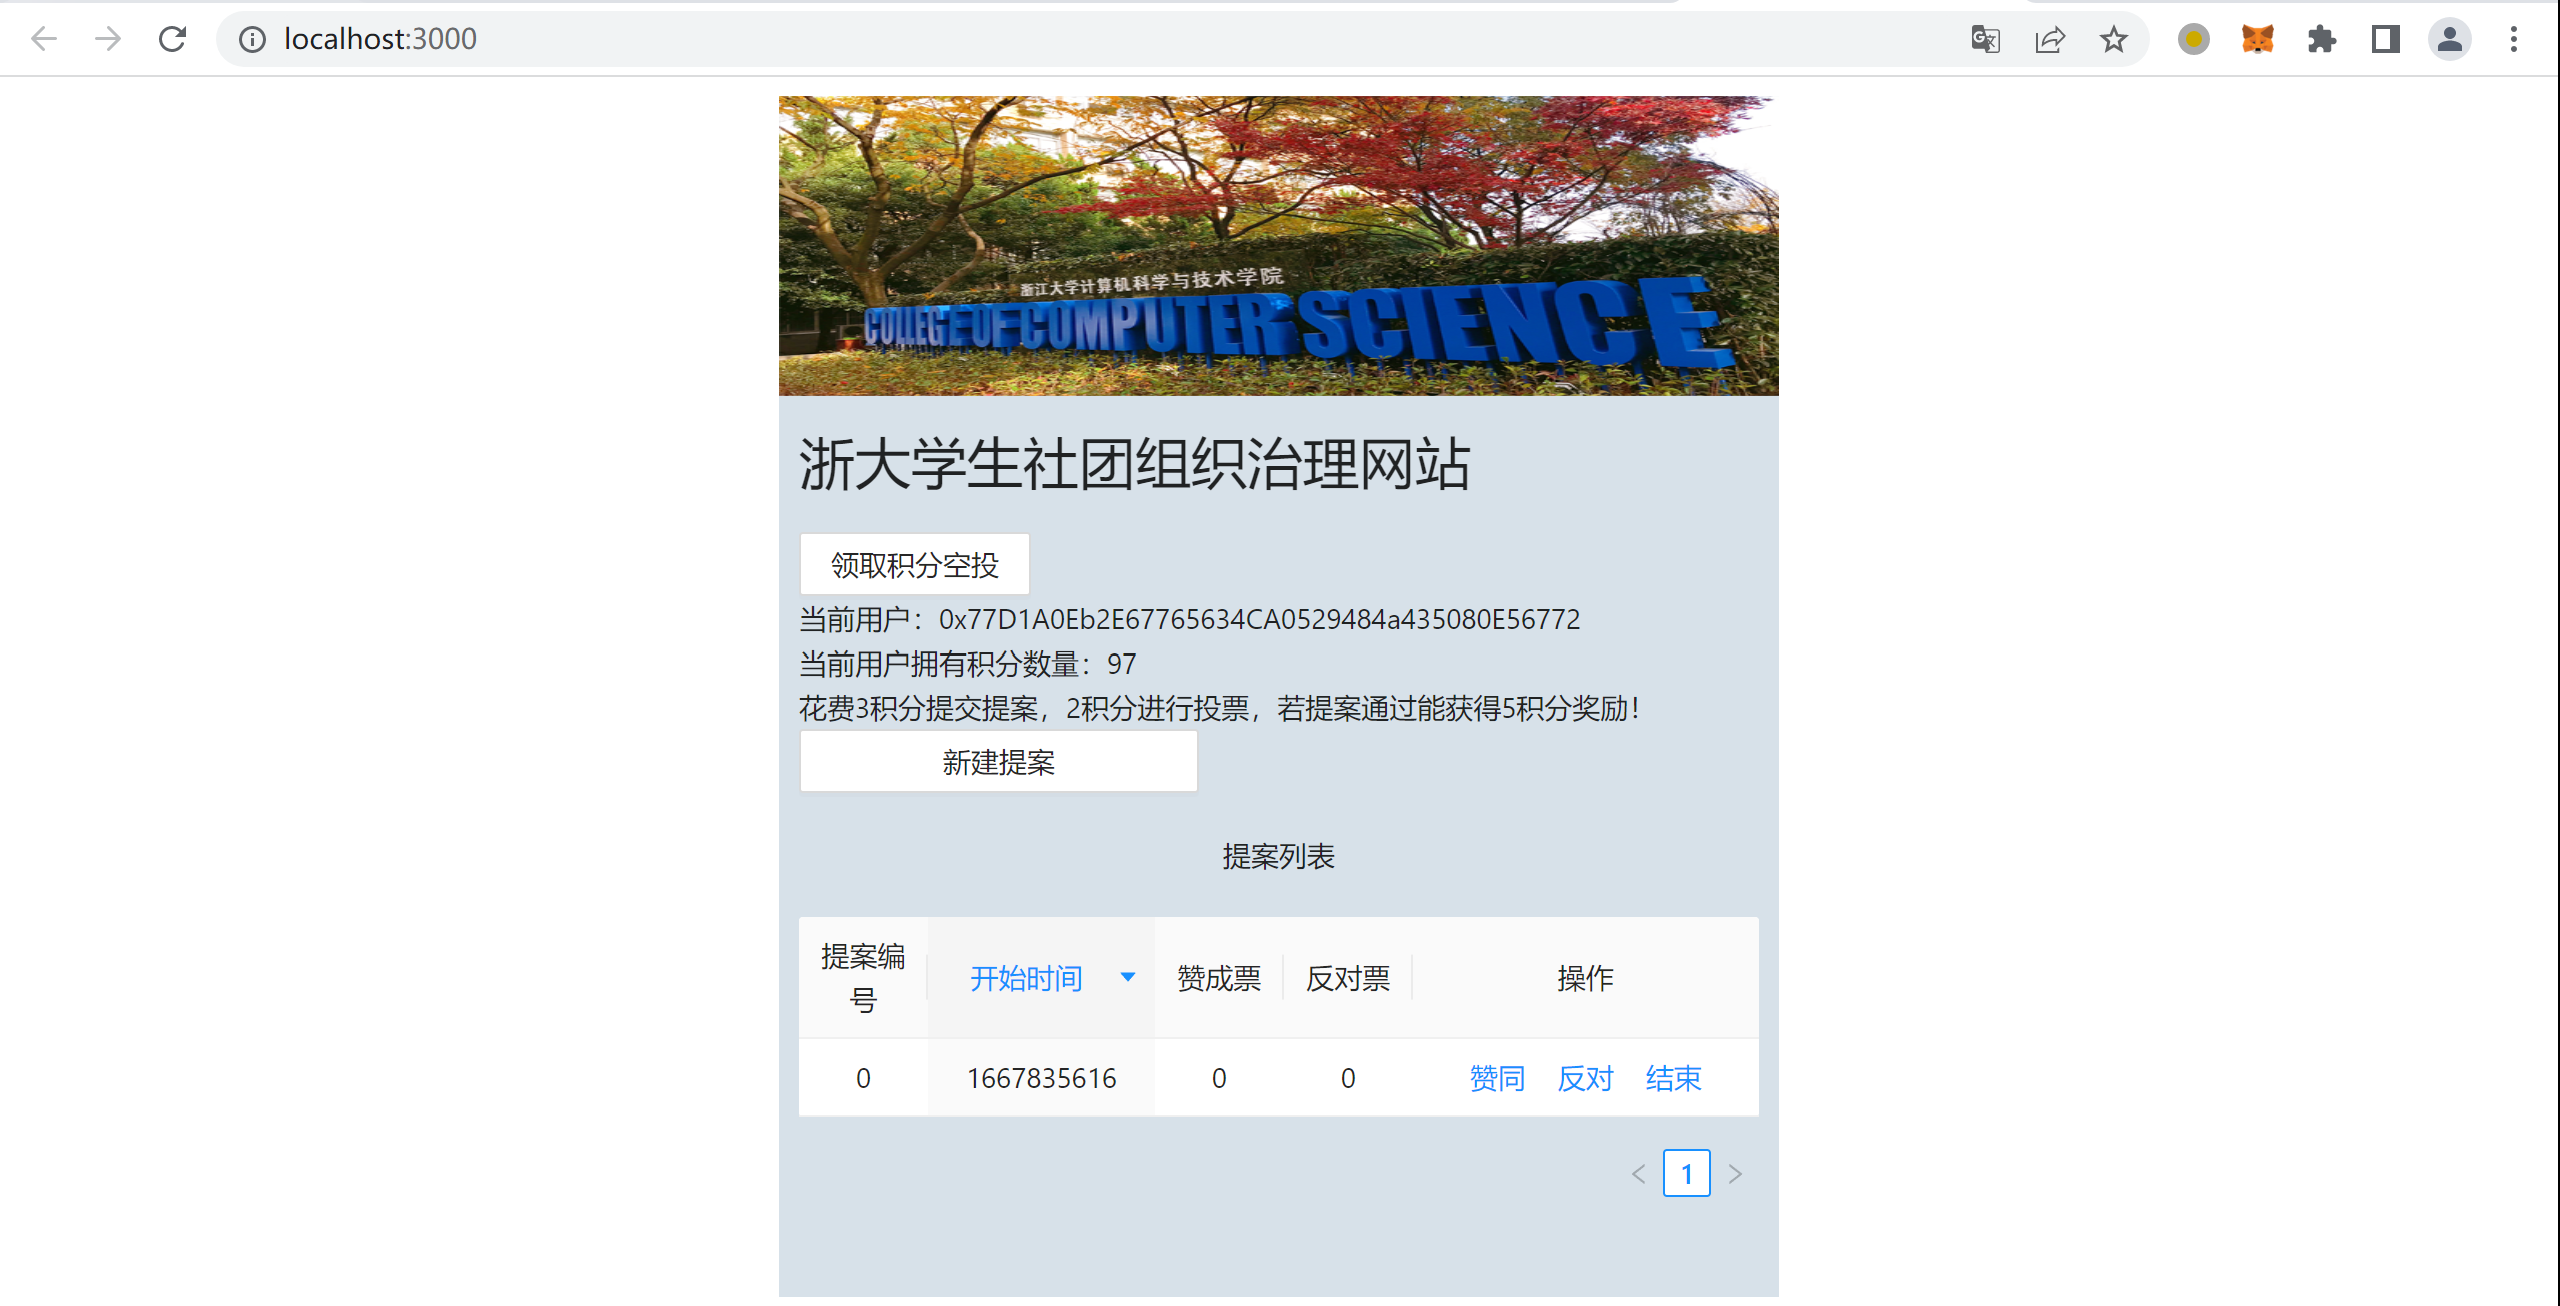 localhost:3000
浙江大学计算机科学与技术学院
COLLEGE OF COMPUTER SCIENCE
浙大学生社团组织治理网站
领取积分空投
当前用户：0x77D1A0Eb2E67765634CA0529484a435080E56772
当前用户拥有积分数量：97
花费3积分提交提案，2积分进行投票，若提案通过能获得5积分奖励！
新建提案
提案列表
提案编号 开始时间 赞成票 反对票 操作
0 1667835616 0 0 赞同 反对 结束
< 1 >